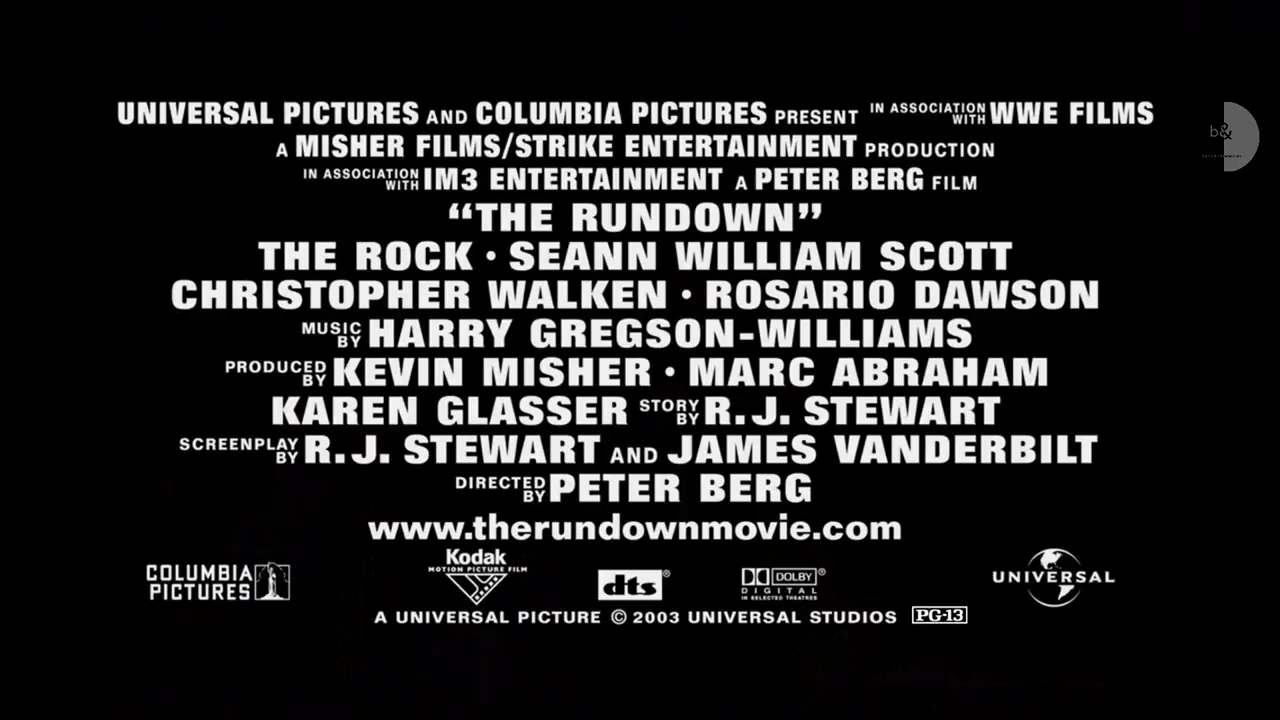 UNIVERSAL PICTURES AND COLUMBIA PICTURES PRESENT IN ASSOCIATION WITH WWE FILMS
A MISHER FILMS/STRIKE ENTERTAINMENT PRODUCTION
IN ASSOCIATION WITH IM3 ENTERTAINMENT A PETER BERG FILM
“THE RUNDOWN”
THE ROCK · SEANN WILLIAM SCOTT
CHRISTOPHER WALKEN · ROSARIO DAWSON
MUSIC BY HARRY GREGSON-WILLIAMS
PRODUCED BY KEVIN MISHER · MARC ABRAHAM
KAREN GLASSER STORY BY R.J. STEWART
SCREENPLAY BY R.J. STEWART AND JAMES VANDERBILT
DIRECTED BY PETER BERG
www.therundownmovie.com
COLUMBIA PICTURES
Kodak
MOTION PICTURE FILM
dts®
DOLBY®
DIGITAL
IN SELECTED THEATRES
UNIVERSAL
A UNIVERSAL PICTURE © 2003 UNIVERSAL STUDIOS PG-13
b&